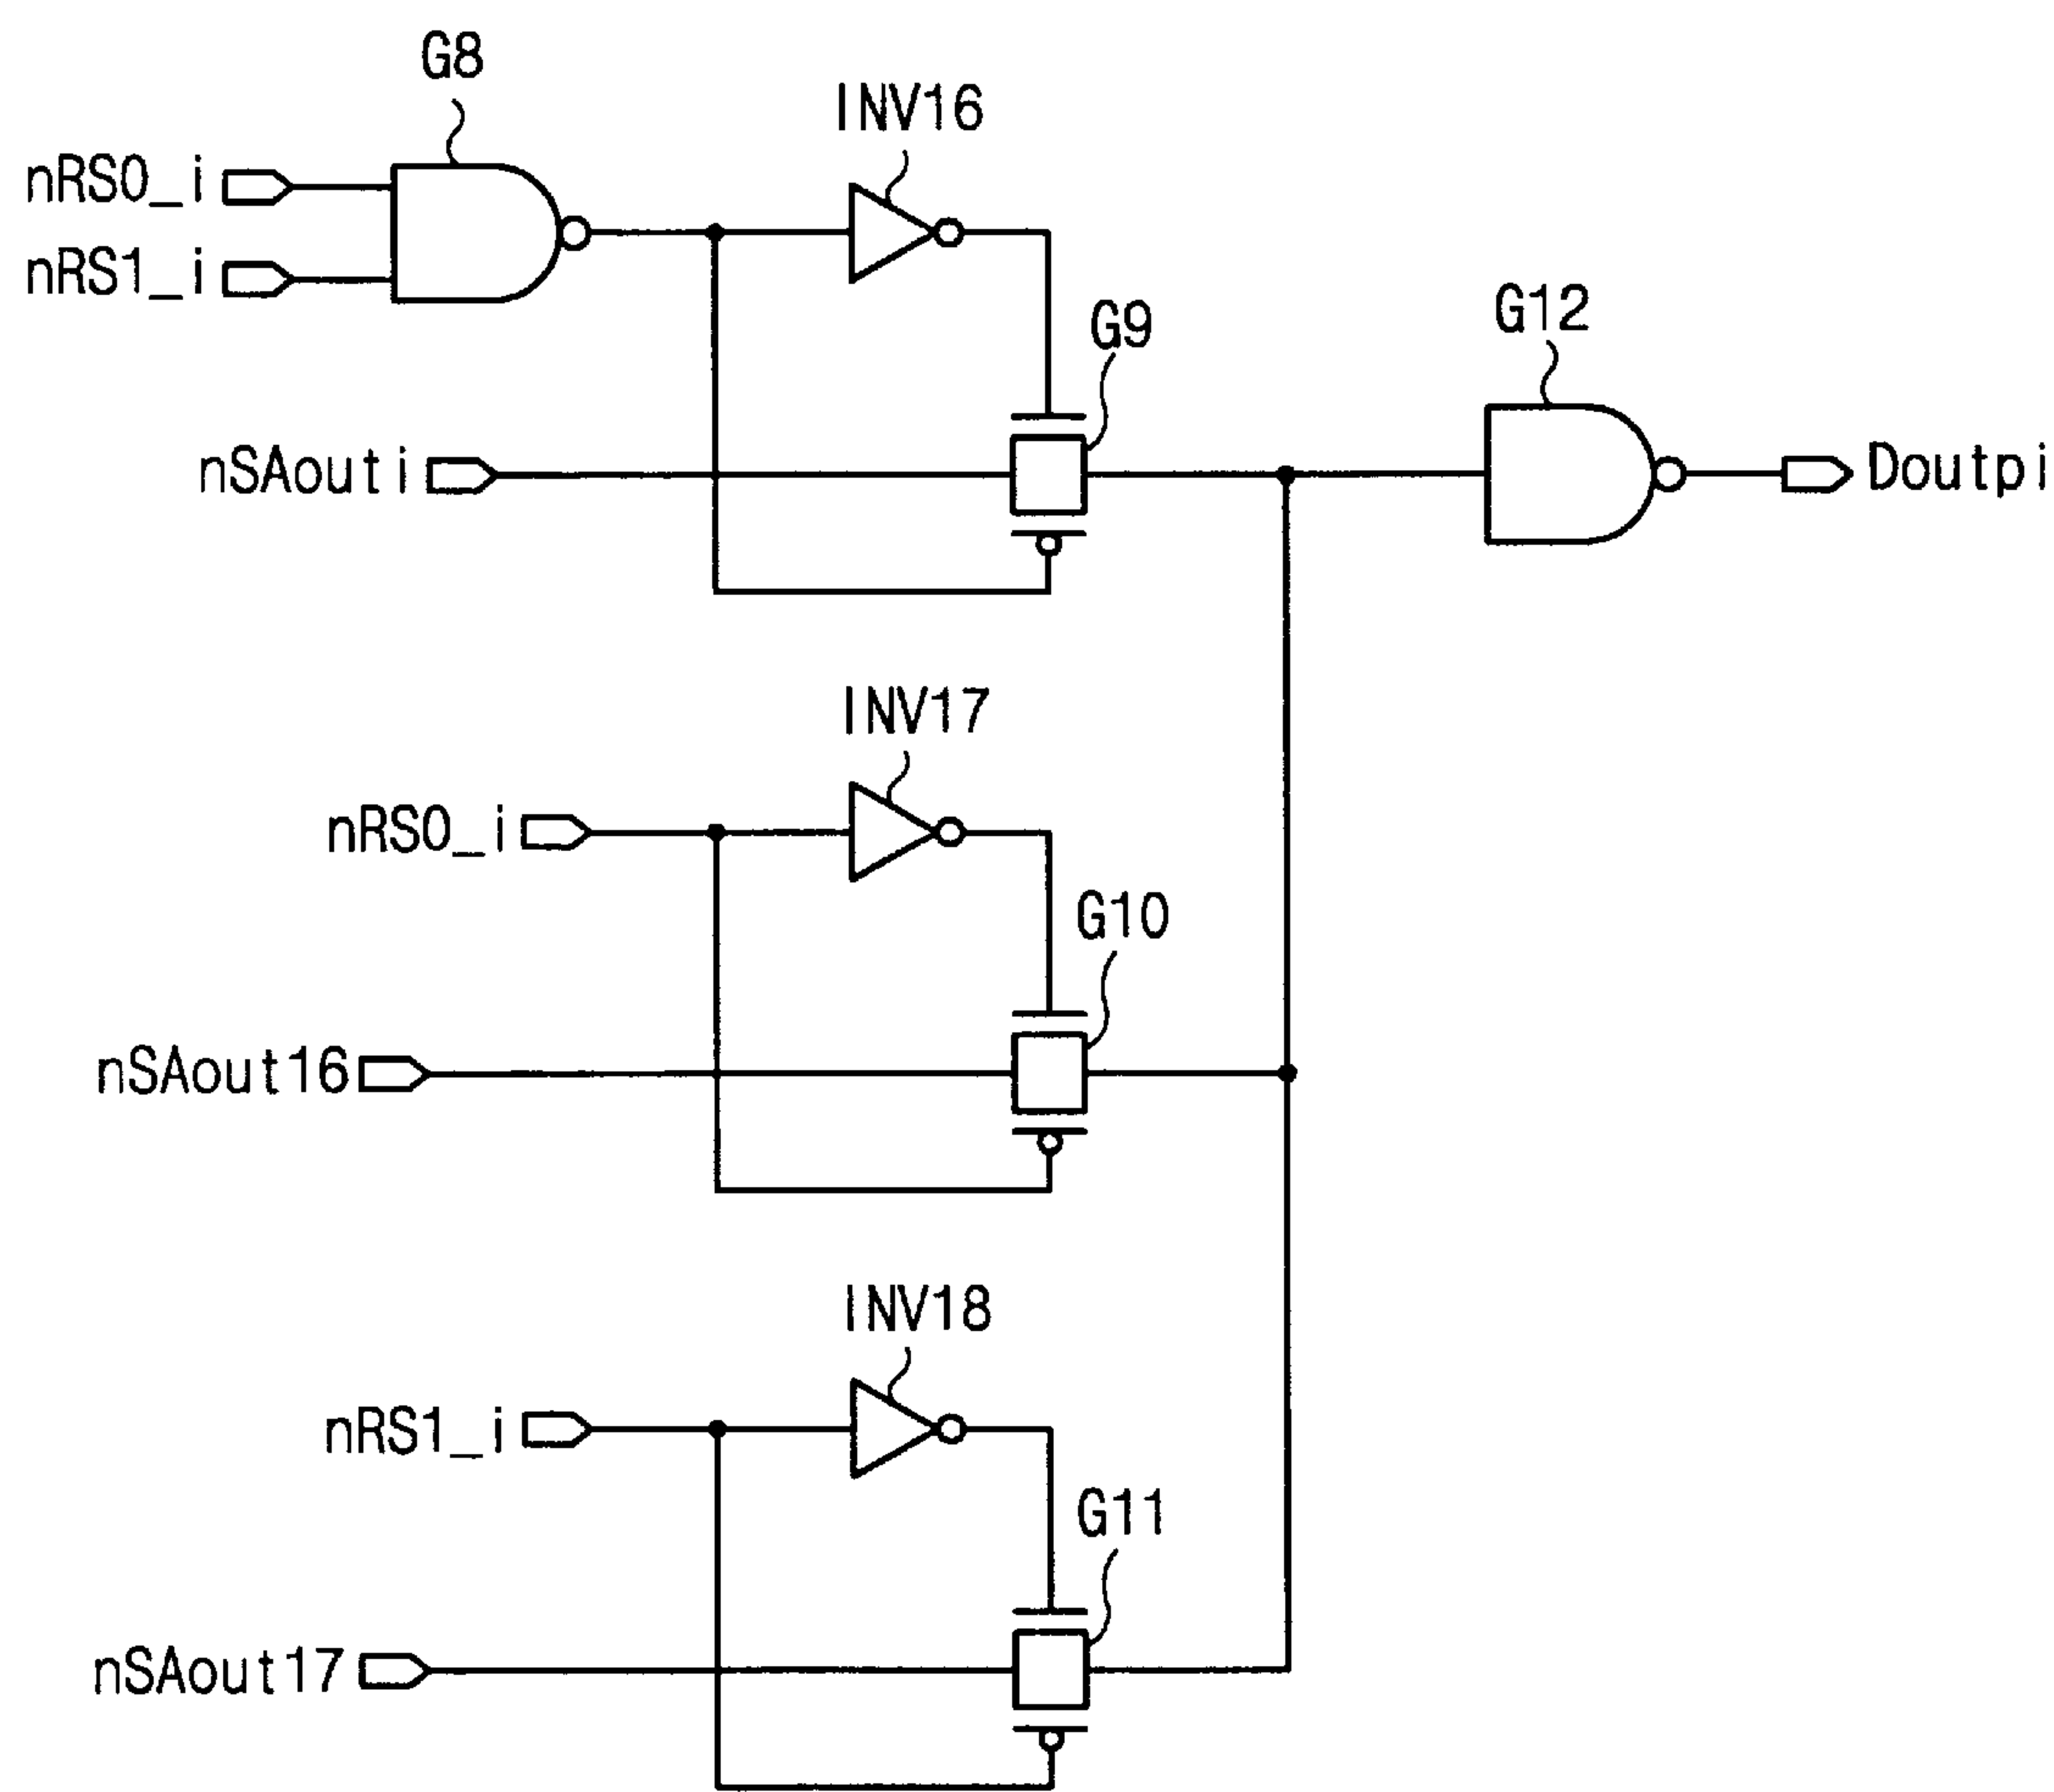 G8
INV16
nRS0_i
nRS1_i
G9
G12
nSAouti
Doutpi
INV17
nRS0_i
G10
nSAout16
INV18
nRS1_i
G11
nSAout17